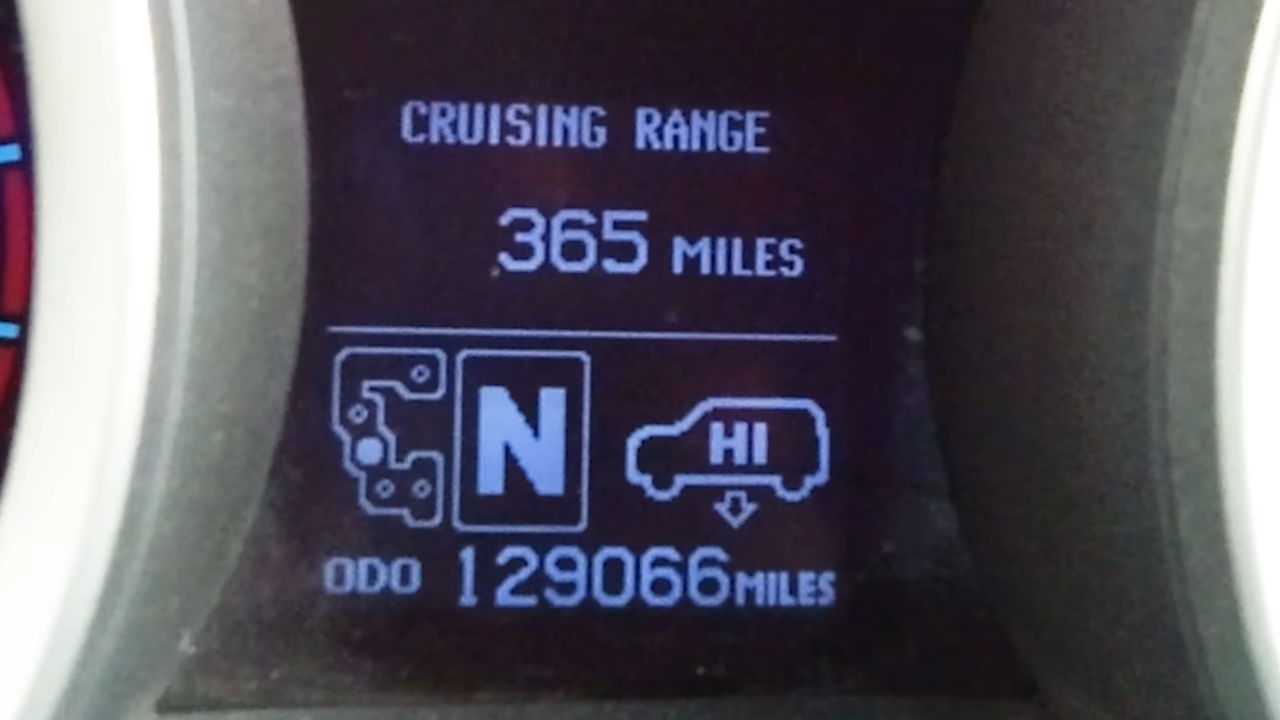 CRUISING RANGE
365 MILES
N
HI
ODO 129066 MILES